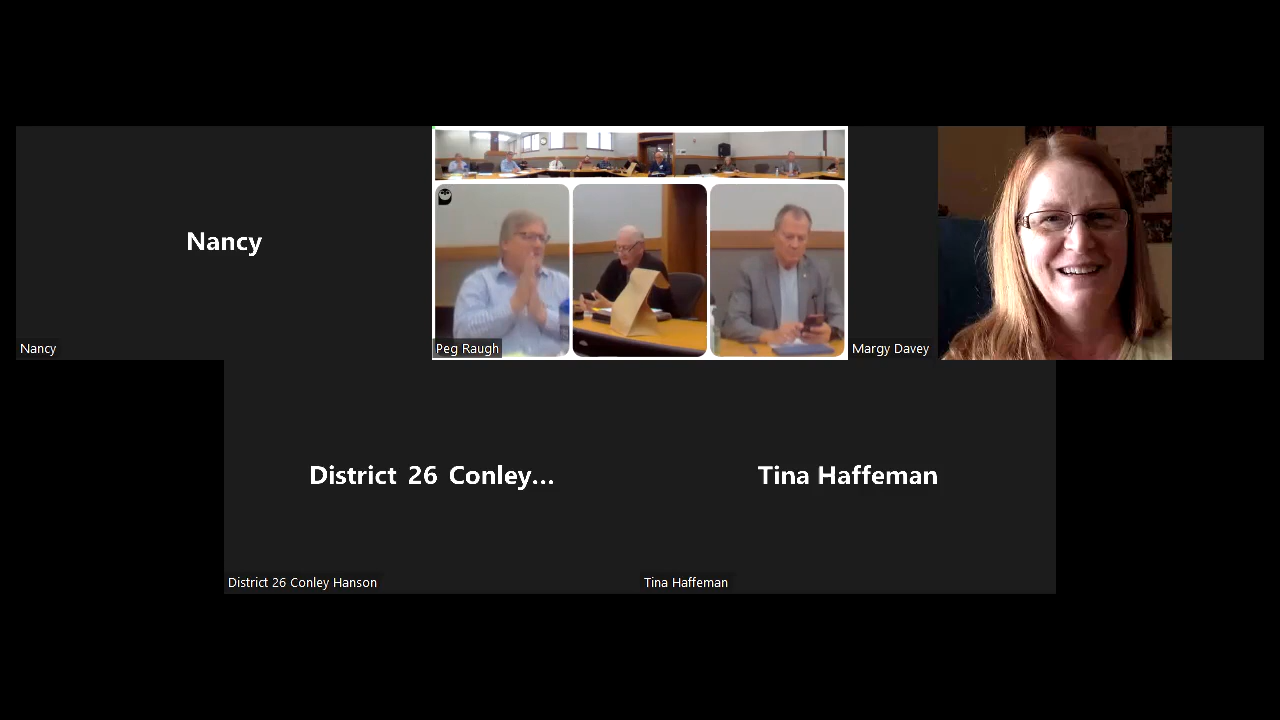 Nancy
Nancy
Peg Raugh
Margy Davey
District 26 Conley...
Tina Haffeman
District 26 Conley Hanson
Tina Haffeman